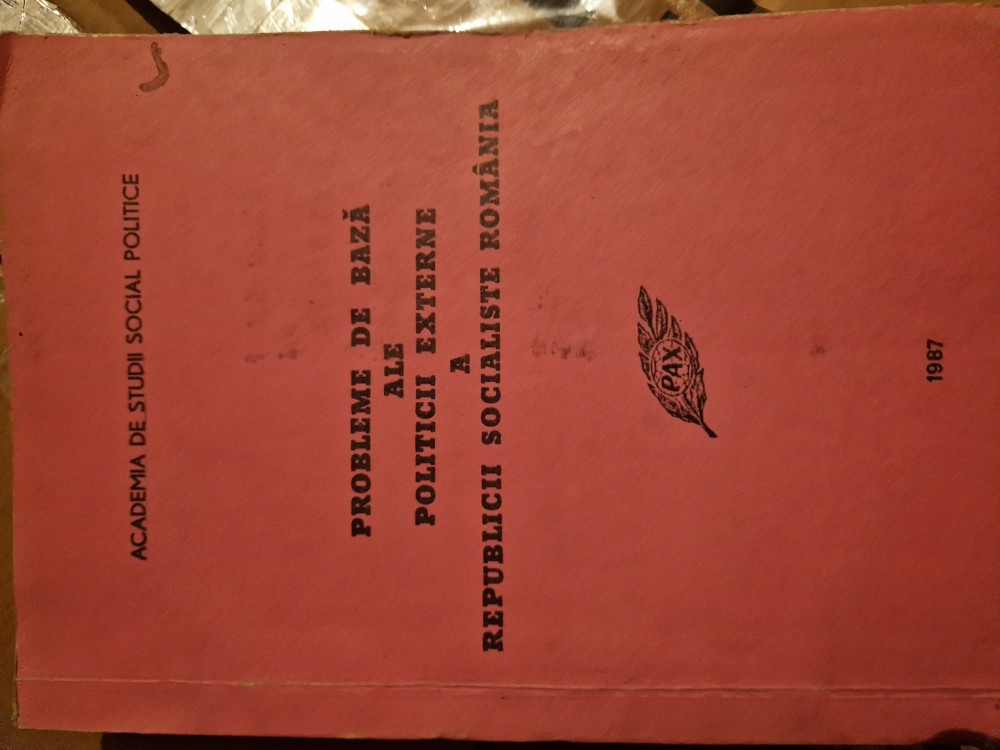 ACADEMIA DE STUDII SOCIAL POLITICE
PROBLEME DE BAZĂ
ALE
POLITICII EXTERNE
A
REPUBLICII SOCIALISTE ROMÂNIA
PAX
1987